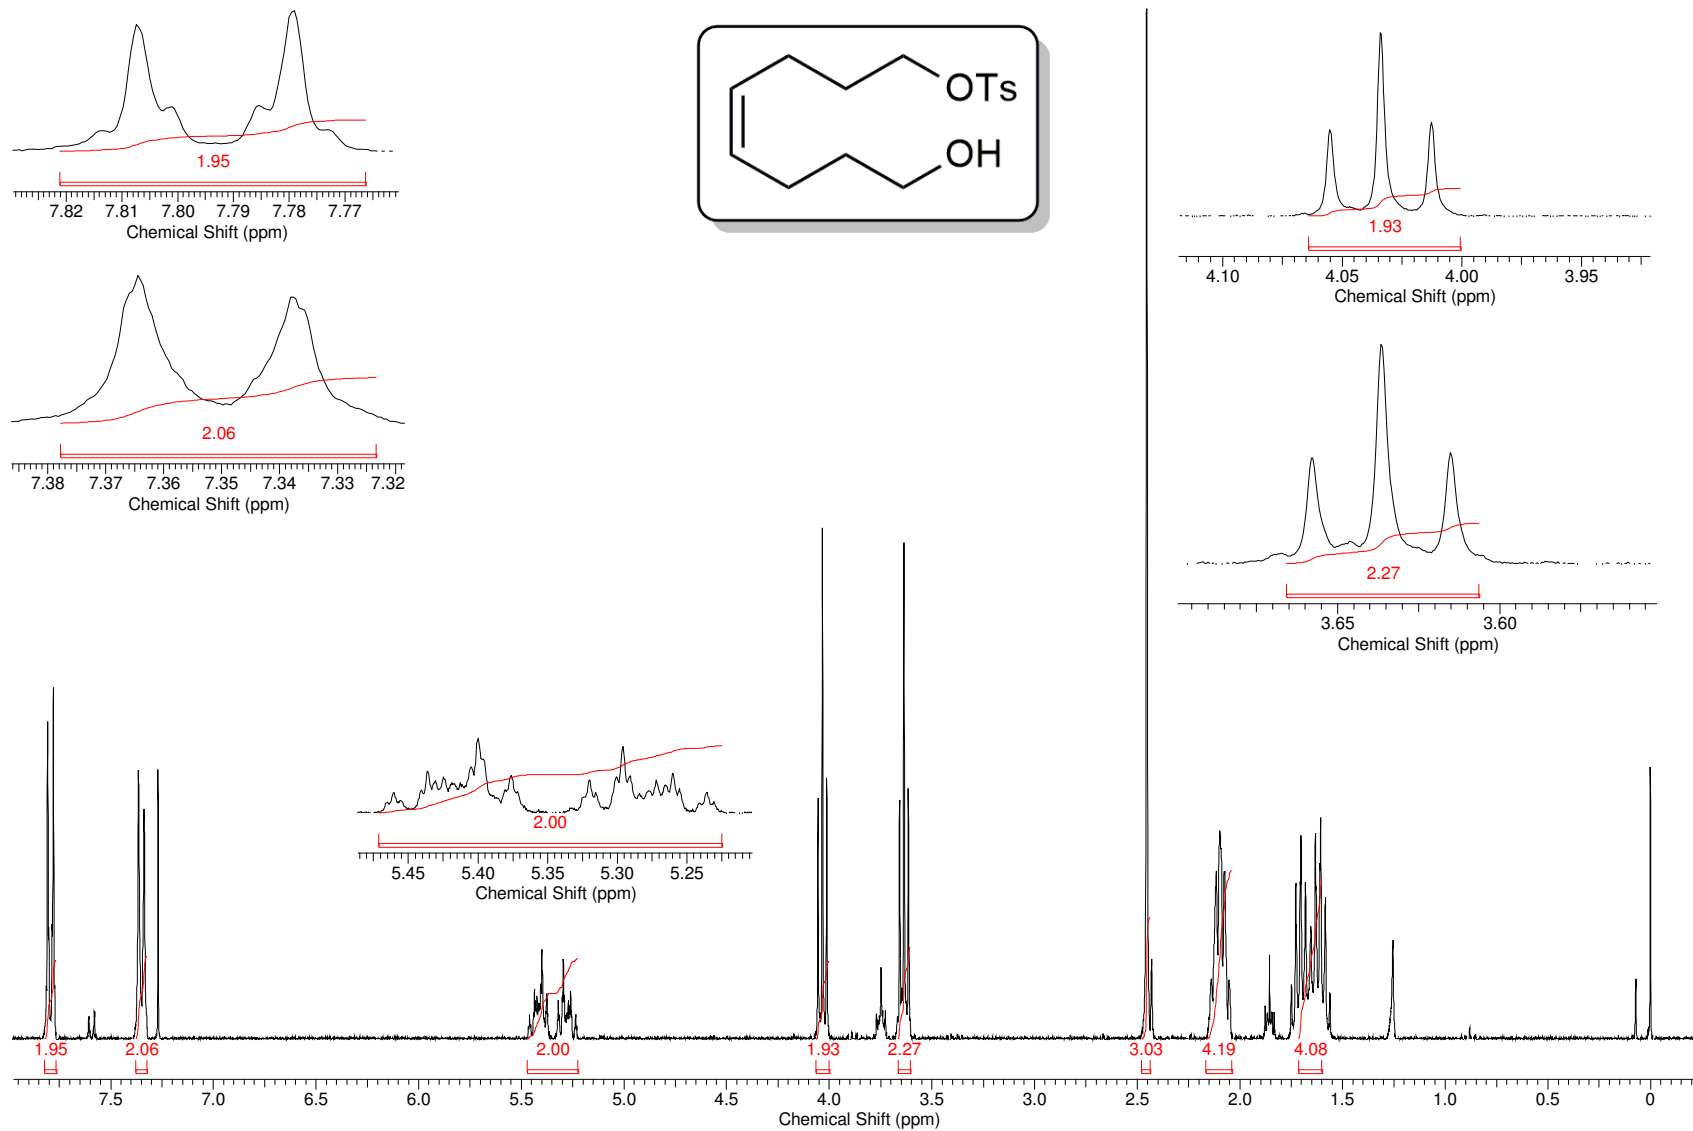 1.95
7.82 7.81 7.80 7.79 7.78 7.77
Chemical Shift (ppm)
2.06
7.38 7.37 7.36 7.35 7.34 7.33 7.32
Chemical Shift (ppm)
OTs
OH
1.93
4.10 4.05 4.00 3.95
Chemical Shift (ppm)
2.27
3.65 3.60
Chemical Shift (ppm)
2.00
5.45 5.40 5.35 5.30 5.25
Chemical Shift (ppm)
1.95 2.06 2.00 1.93 2.27 3.03 4.19 4.08
7.5 7.0 6.5 6.0 5.5 5.0 4.5 4.0 3.5 3.0 2.5 2.0 1.5 1.0 0.5 0
Chemical Shift (ppm)